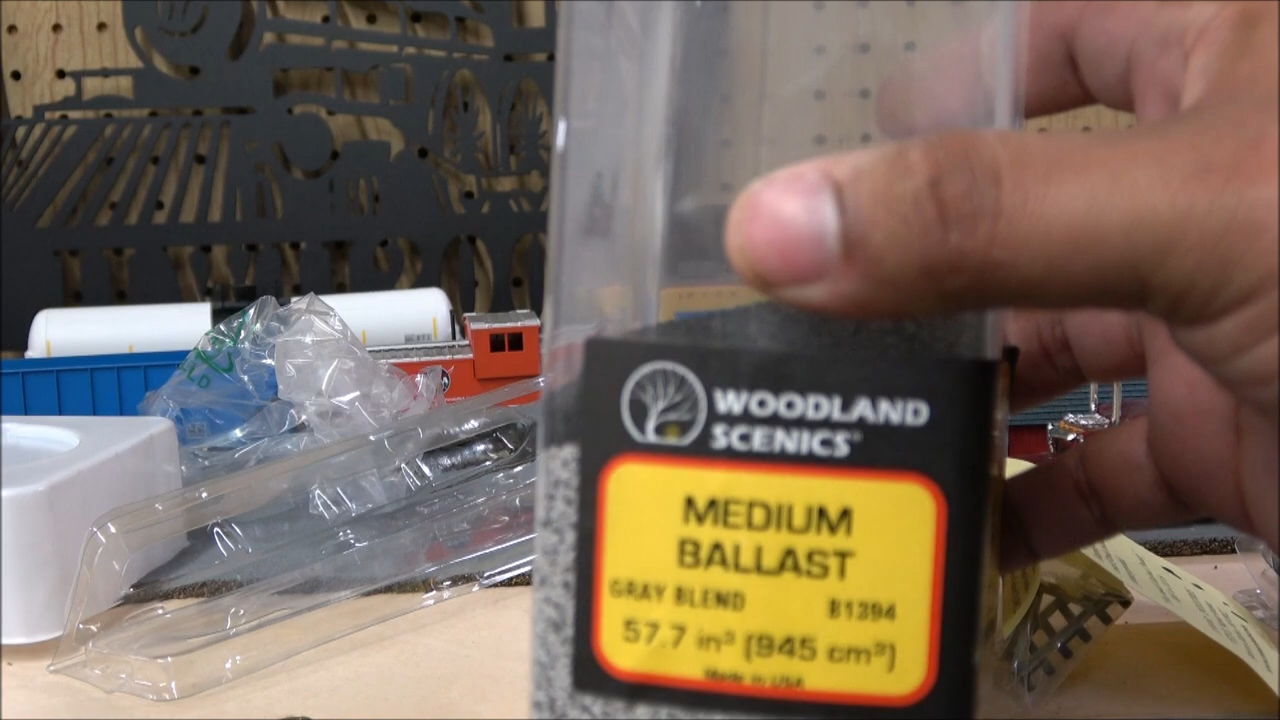 WOODLAND
SCENICS
MEDIUM
BALLAST
GRAY BLEND B1394
57.7 in³ (945 cm³)
Made in USA